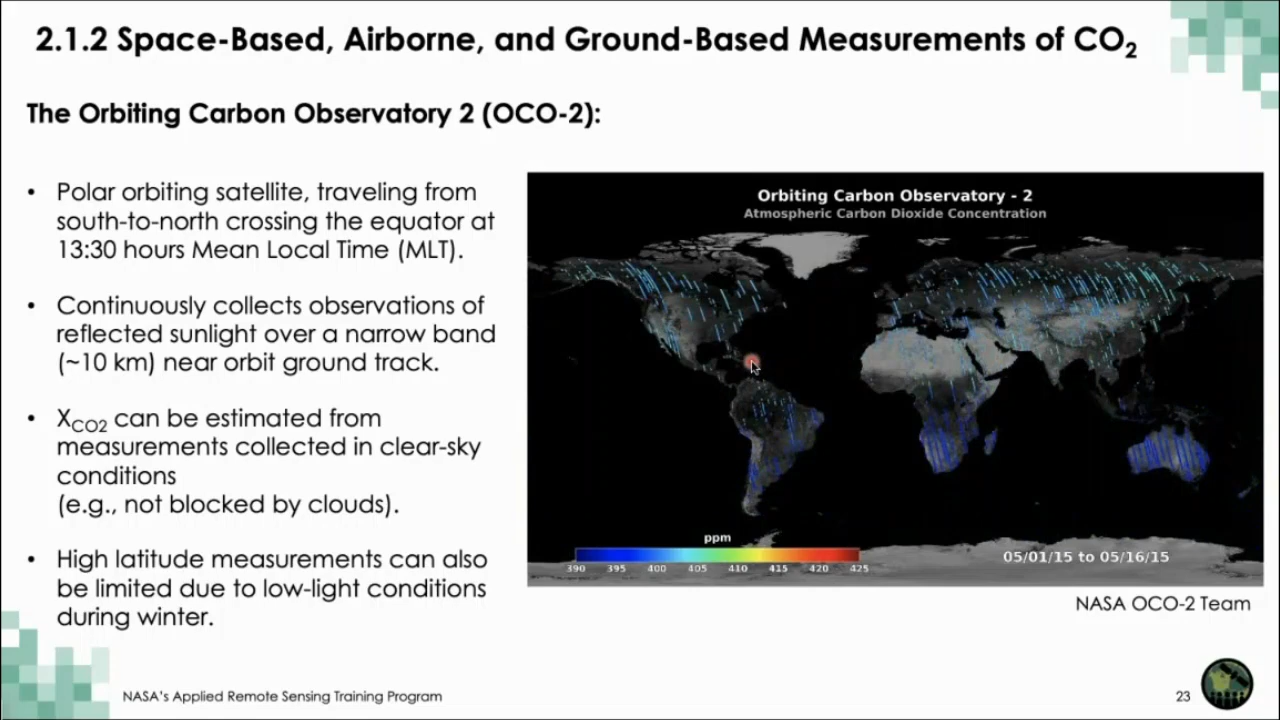 2.1.2 Space-Based, Airborne, and Ground-Based Measurements of CO₂
The Orbiting Carbon Observatory 2 (OCO-2):
• Polar orbiting satellite, traveling from
south-to-north crossing the equator at
13:30 hours Mean Local Time (MLT).
• Continuously collects observations of
reflected sunlight over a narrow band
(~10 km) near orbit ground track.
• X_CO2 can be estimated from
measurements collected in clear-sky
conditions
(e.g., not blocked by clouds).
• High latitude measurements can also
be limited due to low-light conditions
during winter.
Orbiting Carbon Observatory - 2
Atmospheric Carbon Dioxide Concentration
ppm
390 395 400 405 410 415 420 425
05/01/15 to 05/16/15
NASA OCO-2 Team
NASA's Applied Remote Sensing Training Program
23